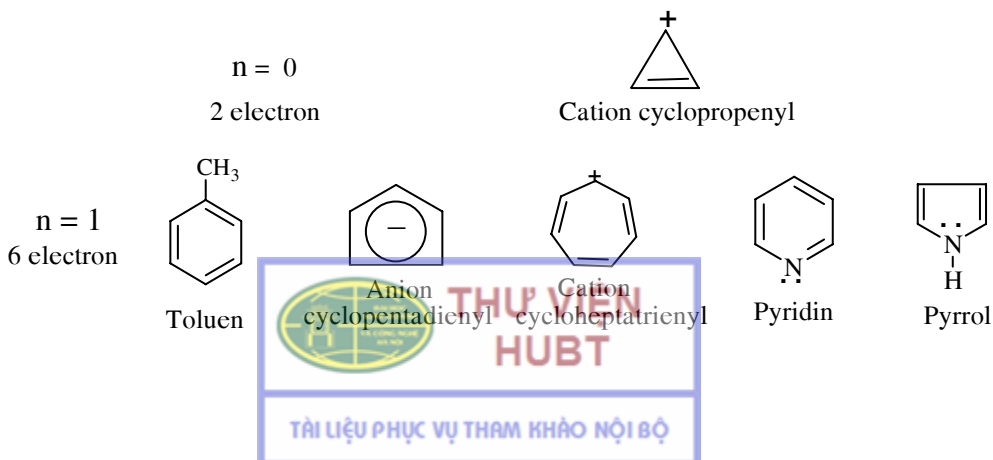 +
n = 0
2 electron
Cation cyclopropenyl
CH3
+
n = 1
6 electron
−
N
N
H
Toluen
Anion
cyclopentadienyl
Cation
cycloheptatrienyl
Pyridin
Pyrrol
THƯ VIỆN
HUBT
TÀI LIỆU PHỤC VỤ THAM KHẢO NỘI BỘ